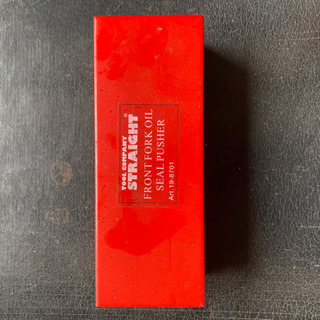 TOOL COMPANY
STRAIGHT®
FRONT FORK OIL
SEAL PUSHER
Art.19-8701